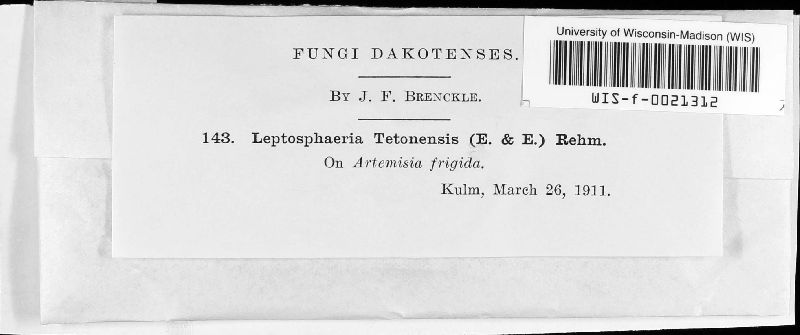 FUNGI DAKOTENSES.
By J. F. Brenckle.
143. Leptosphaeria Tetonensis (E. & E.) Rehm.
On Artemisia frigida.
Kulm, March 26, 1911.
University of Wisconsin-Madison (WIS)
WIS-f-0021312